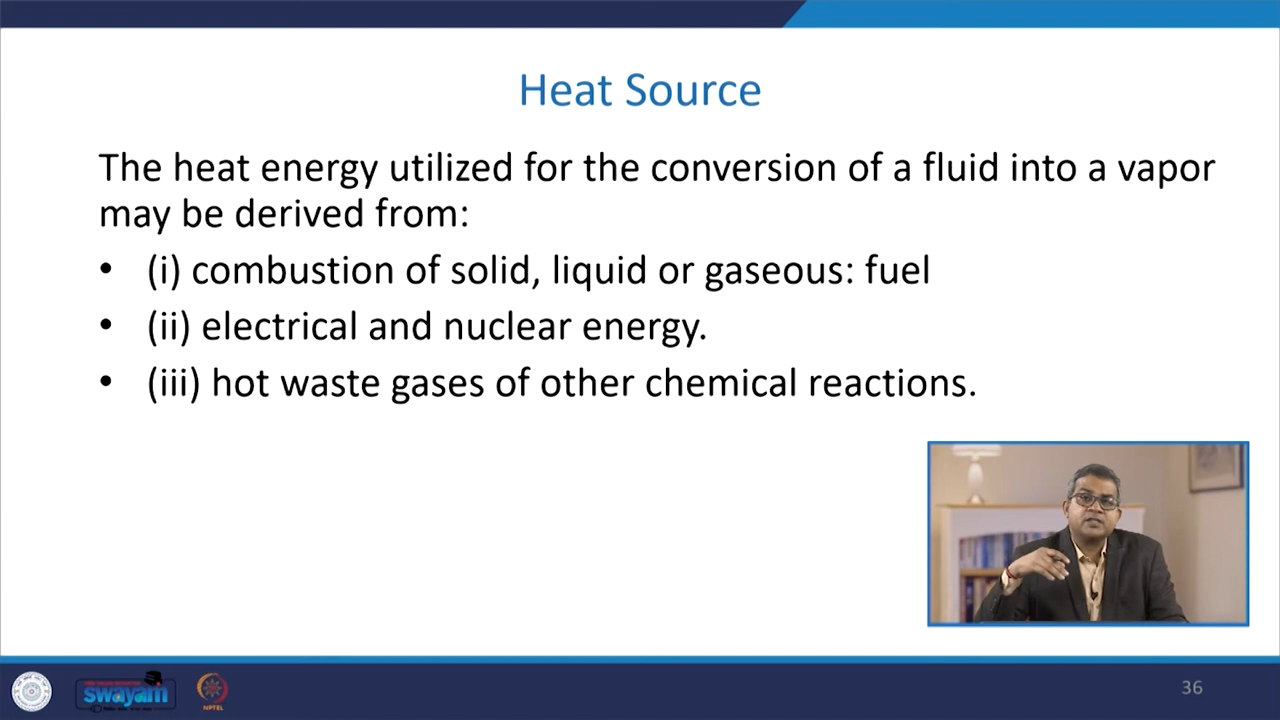 Heat Source
The heat energy utilized for the conversion of a fluid into a vapor
may be derived from:
• (i) combustion of solid, liquid or gaseous: fuel
• (ii) electrical and nuclear energy.
• (iii) hot waste gases of other chemical reactions.
swayam
NPTEL
36